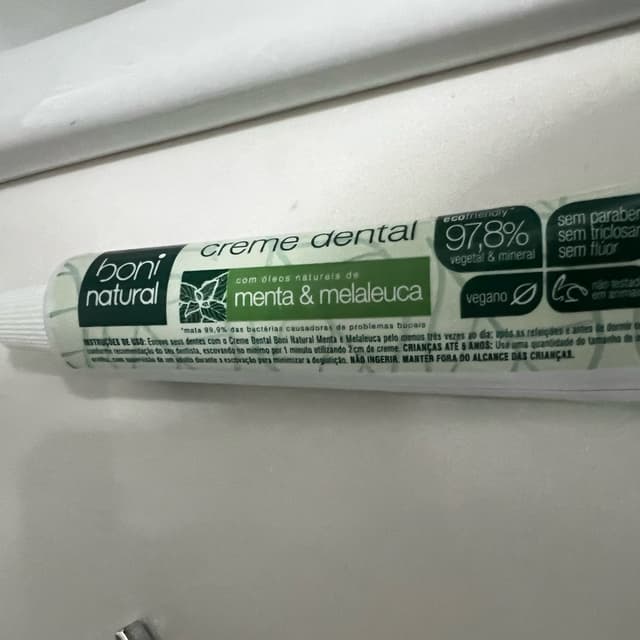 boni
natural
creme dental
com óleos naturais de
menta & melaleuca
*mata 99,9% das bactérias causadoras de problemas bucais
ecofriendly
97,8%
vegetal & mineral
vegano
sem parabe
sem triclosa
sem flúor
não testado
em
INSTRUÇÕES DE USO: Escove seus dentes com o Creme Dental Boni Natural Menta e Melaleuca pelo menos três vezes ao dia: após as refeições e antes de dormir
conforme recomendação do seu dentista, escovando no mínimo por 1 minuto utilizando 2cm de creme. CRIANÇAS ATÉ 6 ANOS: Use uma quantidade do tamanho de
com supervisão de um adulto durante a escovação para minimizar a deglutição. NÃO INGERIR. MANTER FORA DO ALCANCE DAS CRIANÇAS.